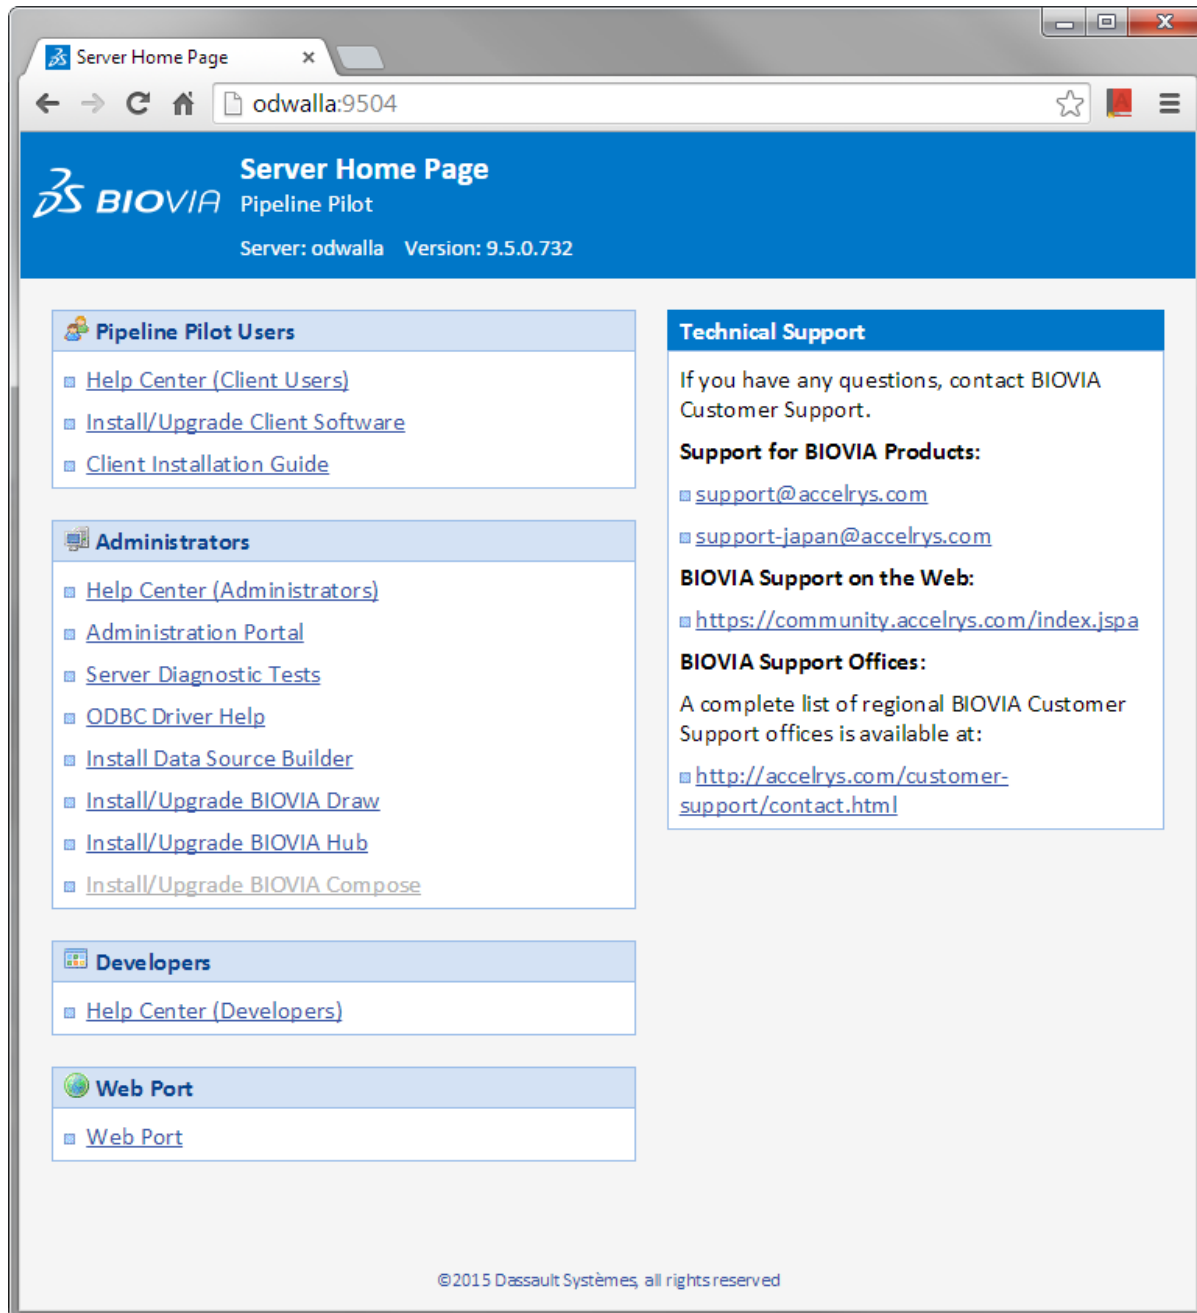 Server Home Page
odwalla:9504
BIOVIA
Server Home Page
Pipeline Pilot
Server: odwalla Version: 9.5.0.732
Pipeline Pilot Users
Help Center (Client Users)
Install/Upgrade Client Software
Client Installation Guide
Administrators
Help Center (Administrators)
Administration Portal
Server Diagnostic Tests
ODBC Driver Help
Install Data Source Builder
Install/Upgrade BIOVIA Draw
Install/Upgrade BIOVIA Hub
Install/Upgrade BIOVIA Compose
Developers
Help Center (Developers)
Web Port
Web Port
Technical Support
If you have any questions, contact BIOVIA
Customer Support.
Support for BIOVIA Products:
support@accelrys.com
support-japan@accelrys.com
BIOVIA Support on the Web:
https://community.accelrys.com/index.jspa
BIOVIA Support Offices:
A complete list of regional BIOVIA Customer
Support offices is available at:
http://accelrys.com/customer-
support/contact.html
©2015 Dassault Systèmes, all rights reserved